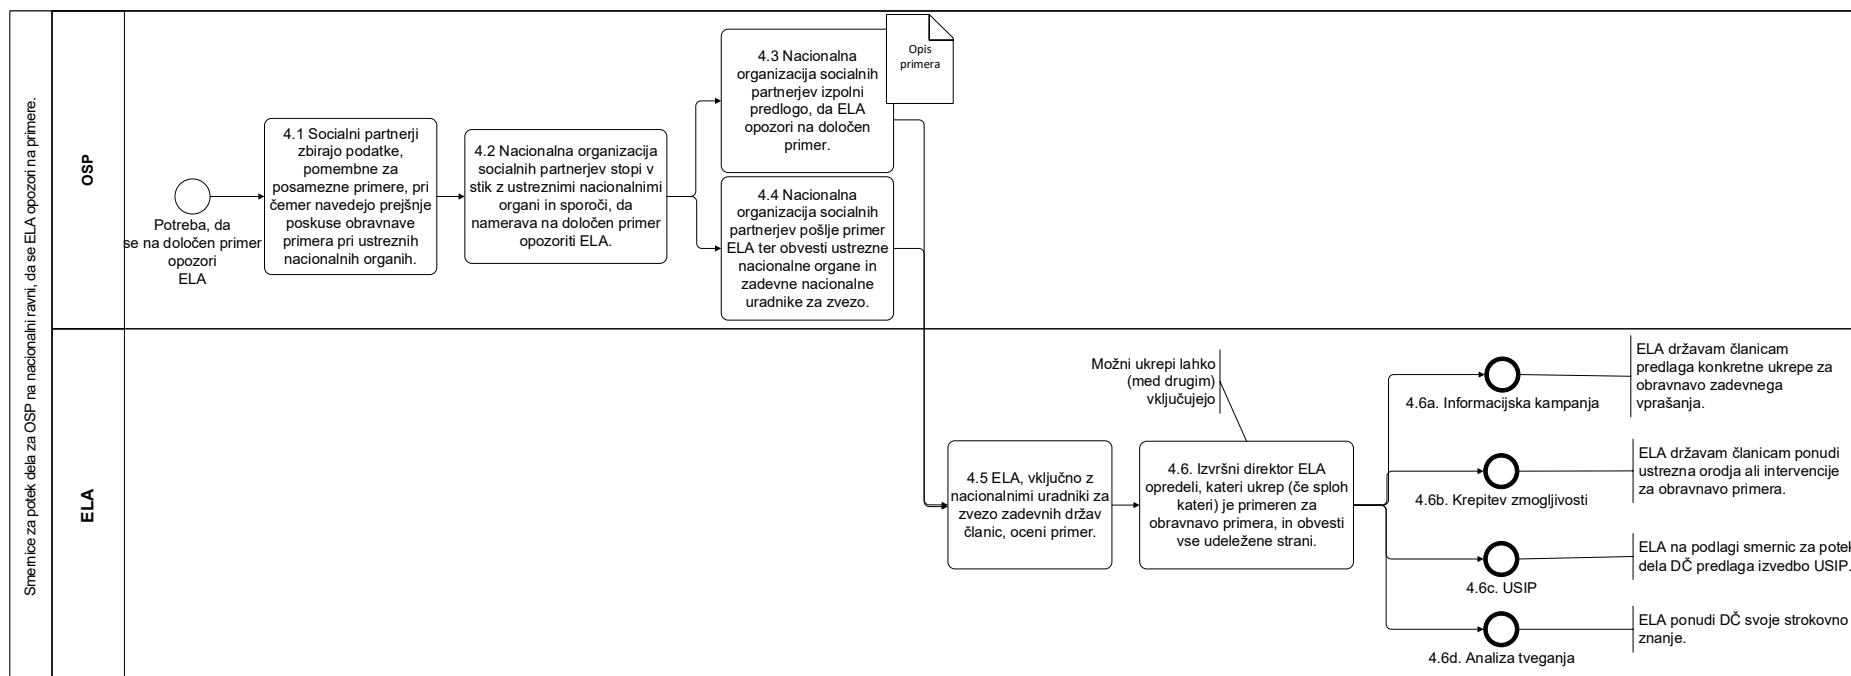 Smernice za potek dela za OSP na nacionalni ravni, da se ELA opozori na primere.
OSP
Potreba, da
se na določen primer
opozori
ELA
4.1 Socialni partnerji
zbirajo podatke,
pomembne za
posamezne primere, pri
čemer navedejo prejšnje
poskuse obravnave
primera pri ustreznih
nacionalnih organih.
4.2 Nacionalna organizacija
socialnih partnerjev stopi v
stik z ustreznimi nacionalnimi
organi in sporoči, da
namerava na določen primer
opozoriti ELA.
4.3 Nacionalna
organizacija socialnih
partnerjev izpolni
predlogo, da ELA
opozori na določen
primer.
Opis
primera
4.4 Nacionalna
organizacija socialnih
partnerjev pošlje primer
ELA ter obvesti ustrezne
nacionalne organe in
zadevne nacionalne
uradnike za zvezo.
ELA
4.5 ELA, vključno z
nacionalnimi uradniki za
zvezo zadevnih držav
članic, oceni primer.
Možni ukrepi lahko
(med drugim)
vključujejo
4.6. Izvršni direktor ELA
opredeli, kateri ukrep (če sploh
kateri) je primeren za
obravnavo primera, in obvesti
vse udeležene strani.
4.6a. Informacijska kampanja
ELA državam članicam
predlaga konkretne ukrepe za
obravnavo zadevnega
vprašanja.
4.6b. Krepitev zmogljivosti
ELA državam članicam ponudi
ustrezna orodja ali intervencije
za obravnavo primera.
4.6c. USIP
ELA na podlagi smernic za potek
dela DČ predlaga izvedbo USIP.
4.6d. Analiza tveganja
ELA ponudi DČ svoje strokovno
znanje.